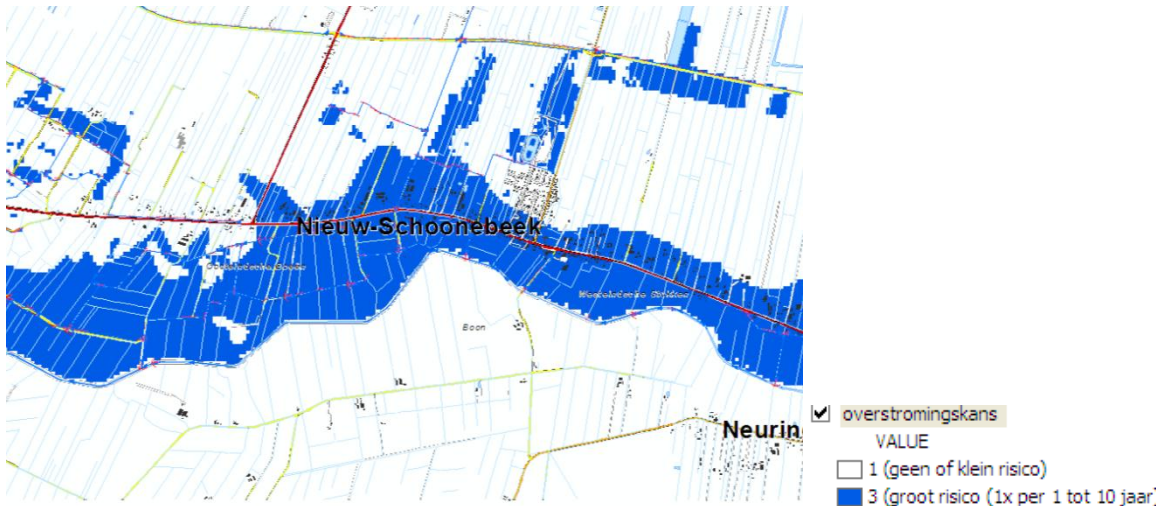 Nieuw-Schoonebeek
Boon
Neurin
overstromingskans
VALUE
1 (geen of klein risico)
3 (groot risico (1x per 1 tot 10 jaar)